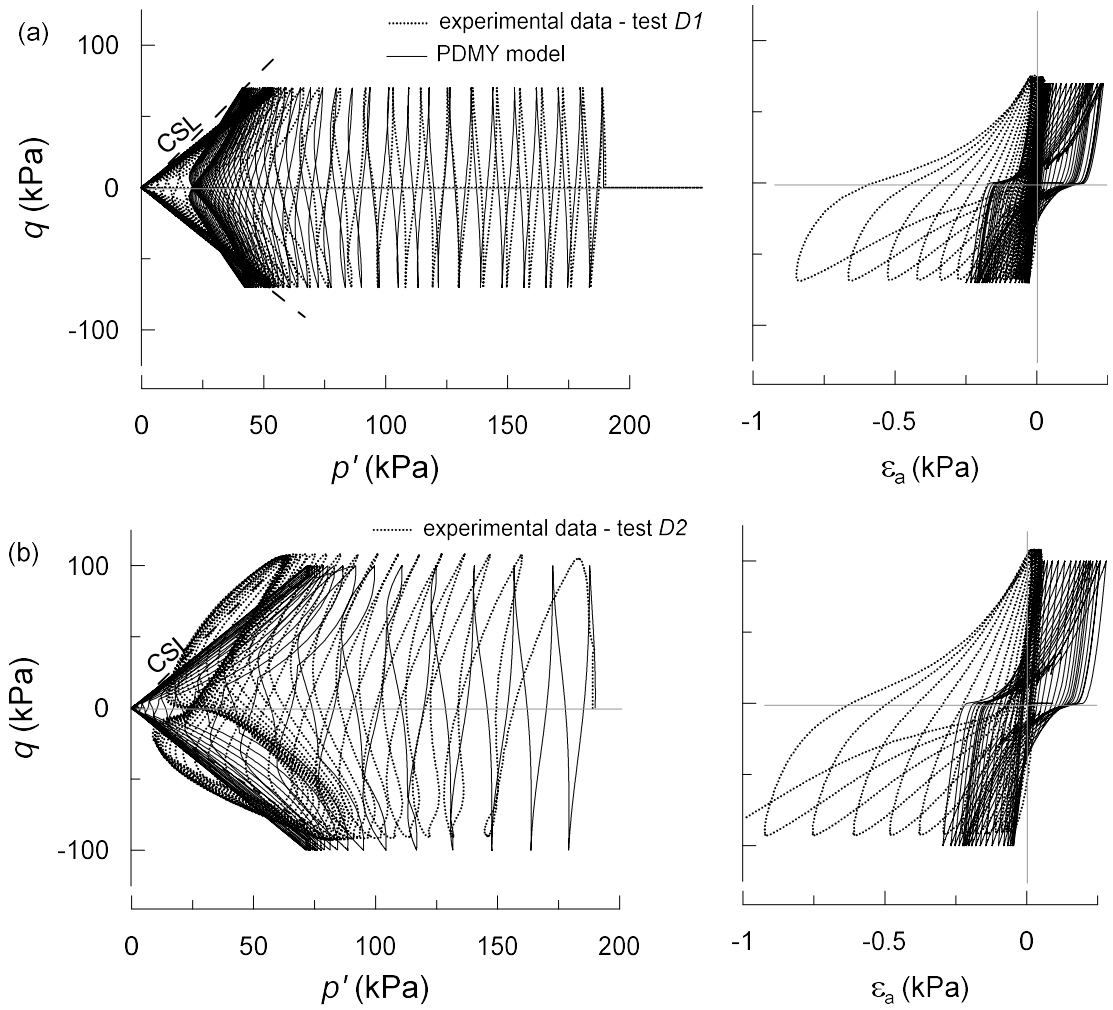 (a)
experimental data - test D1
PDMY model
100
0
-100
q (kPa)
CSL
0 50 100 150 200
p' (kPa)
-1 -0.5 0
εa (kPa)
(b)
experimental data - test D2
100
0
-100
q (kPa)
CSL
0 50 100 150 200
p' (kPa)
-1 -0.5 0
εa (kPa)